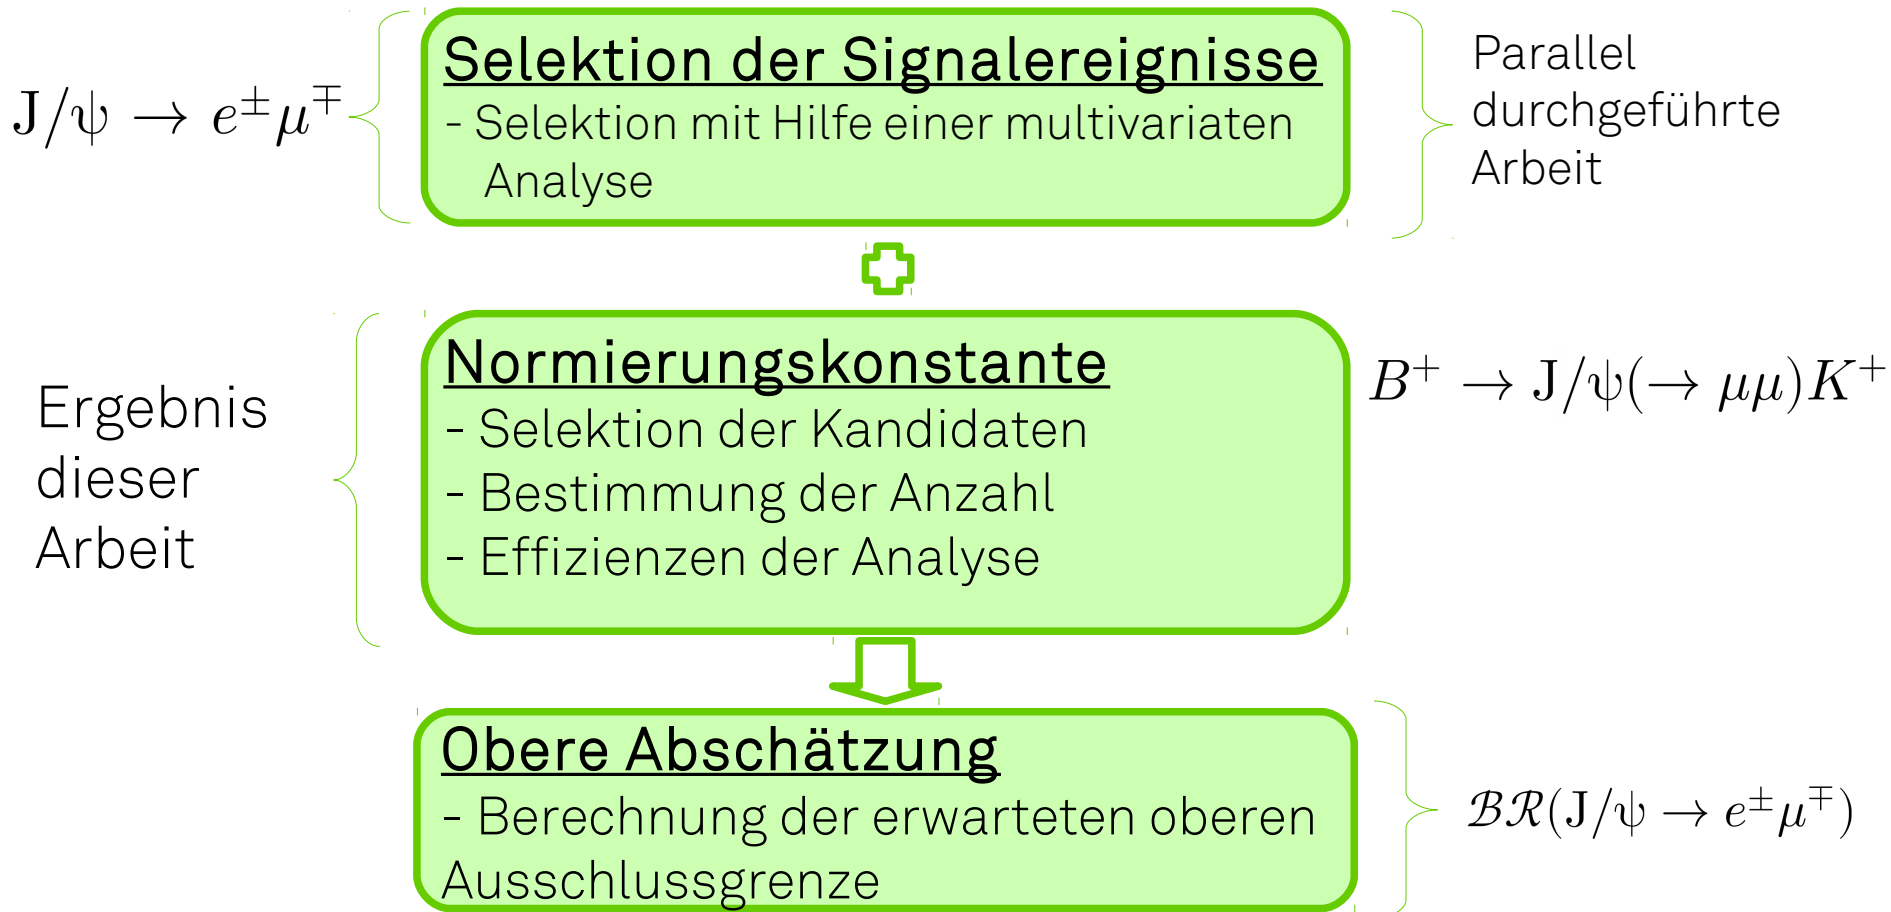 J/ψ → e±μ∓
Selektion der Signalereignisse
- Selektion mit Hilfe einer multivariaten
Analyse
Parallel
durchgeführte
Arbeit
Ergebnis
dieser
Arbeit
Normierungskonstante
- Selektion der Kandidaten
- Bestimmung der Anzahl
- Effizienzen der Analyse
B⁺ → J/ψ(→ μμ)K⁺
Obere Abschätzung
- Berechnung der erwarteten oberen
Ausschlussgrenze
ℬℛ(J/ψ → e±μ∓)